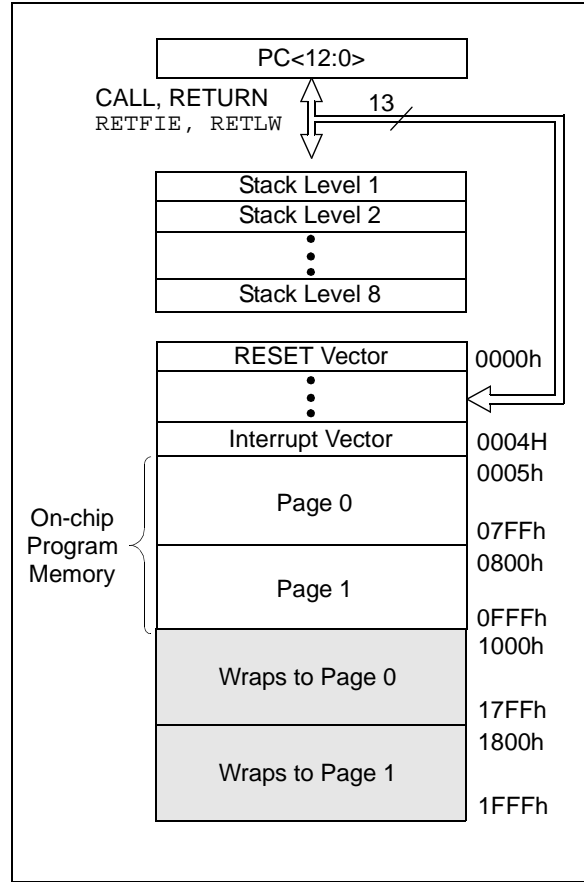 PC<12:0>
CALL, RETURN
RETFIE, RETLW
13
Stack Level 1
Stack Level 2
Stack Level 8
RESET Vector
0000h
Interrupt Vector
0004H
0005h
On-chip
Program
Memory
Page 0
07FFh
0800h
Page 1
0FFFh
1000h
Wraps to Page 0
17FFh
1800h
Wraps to Page 1
1FFFh